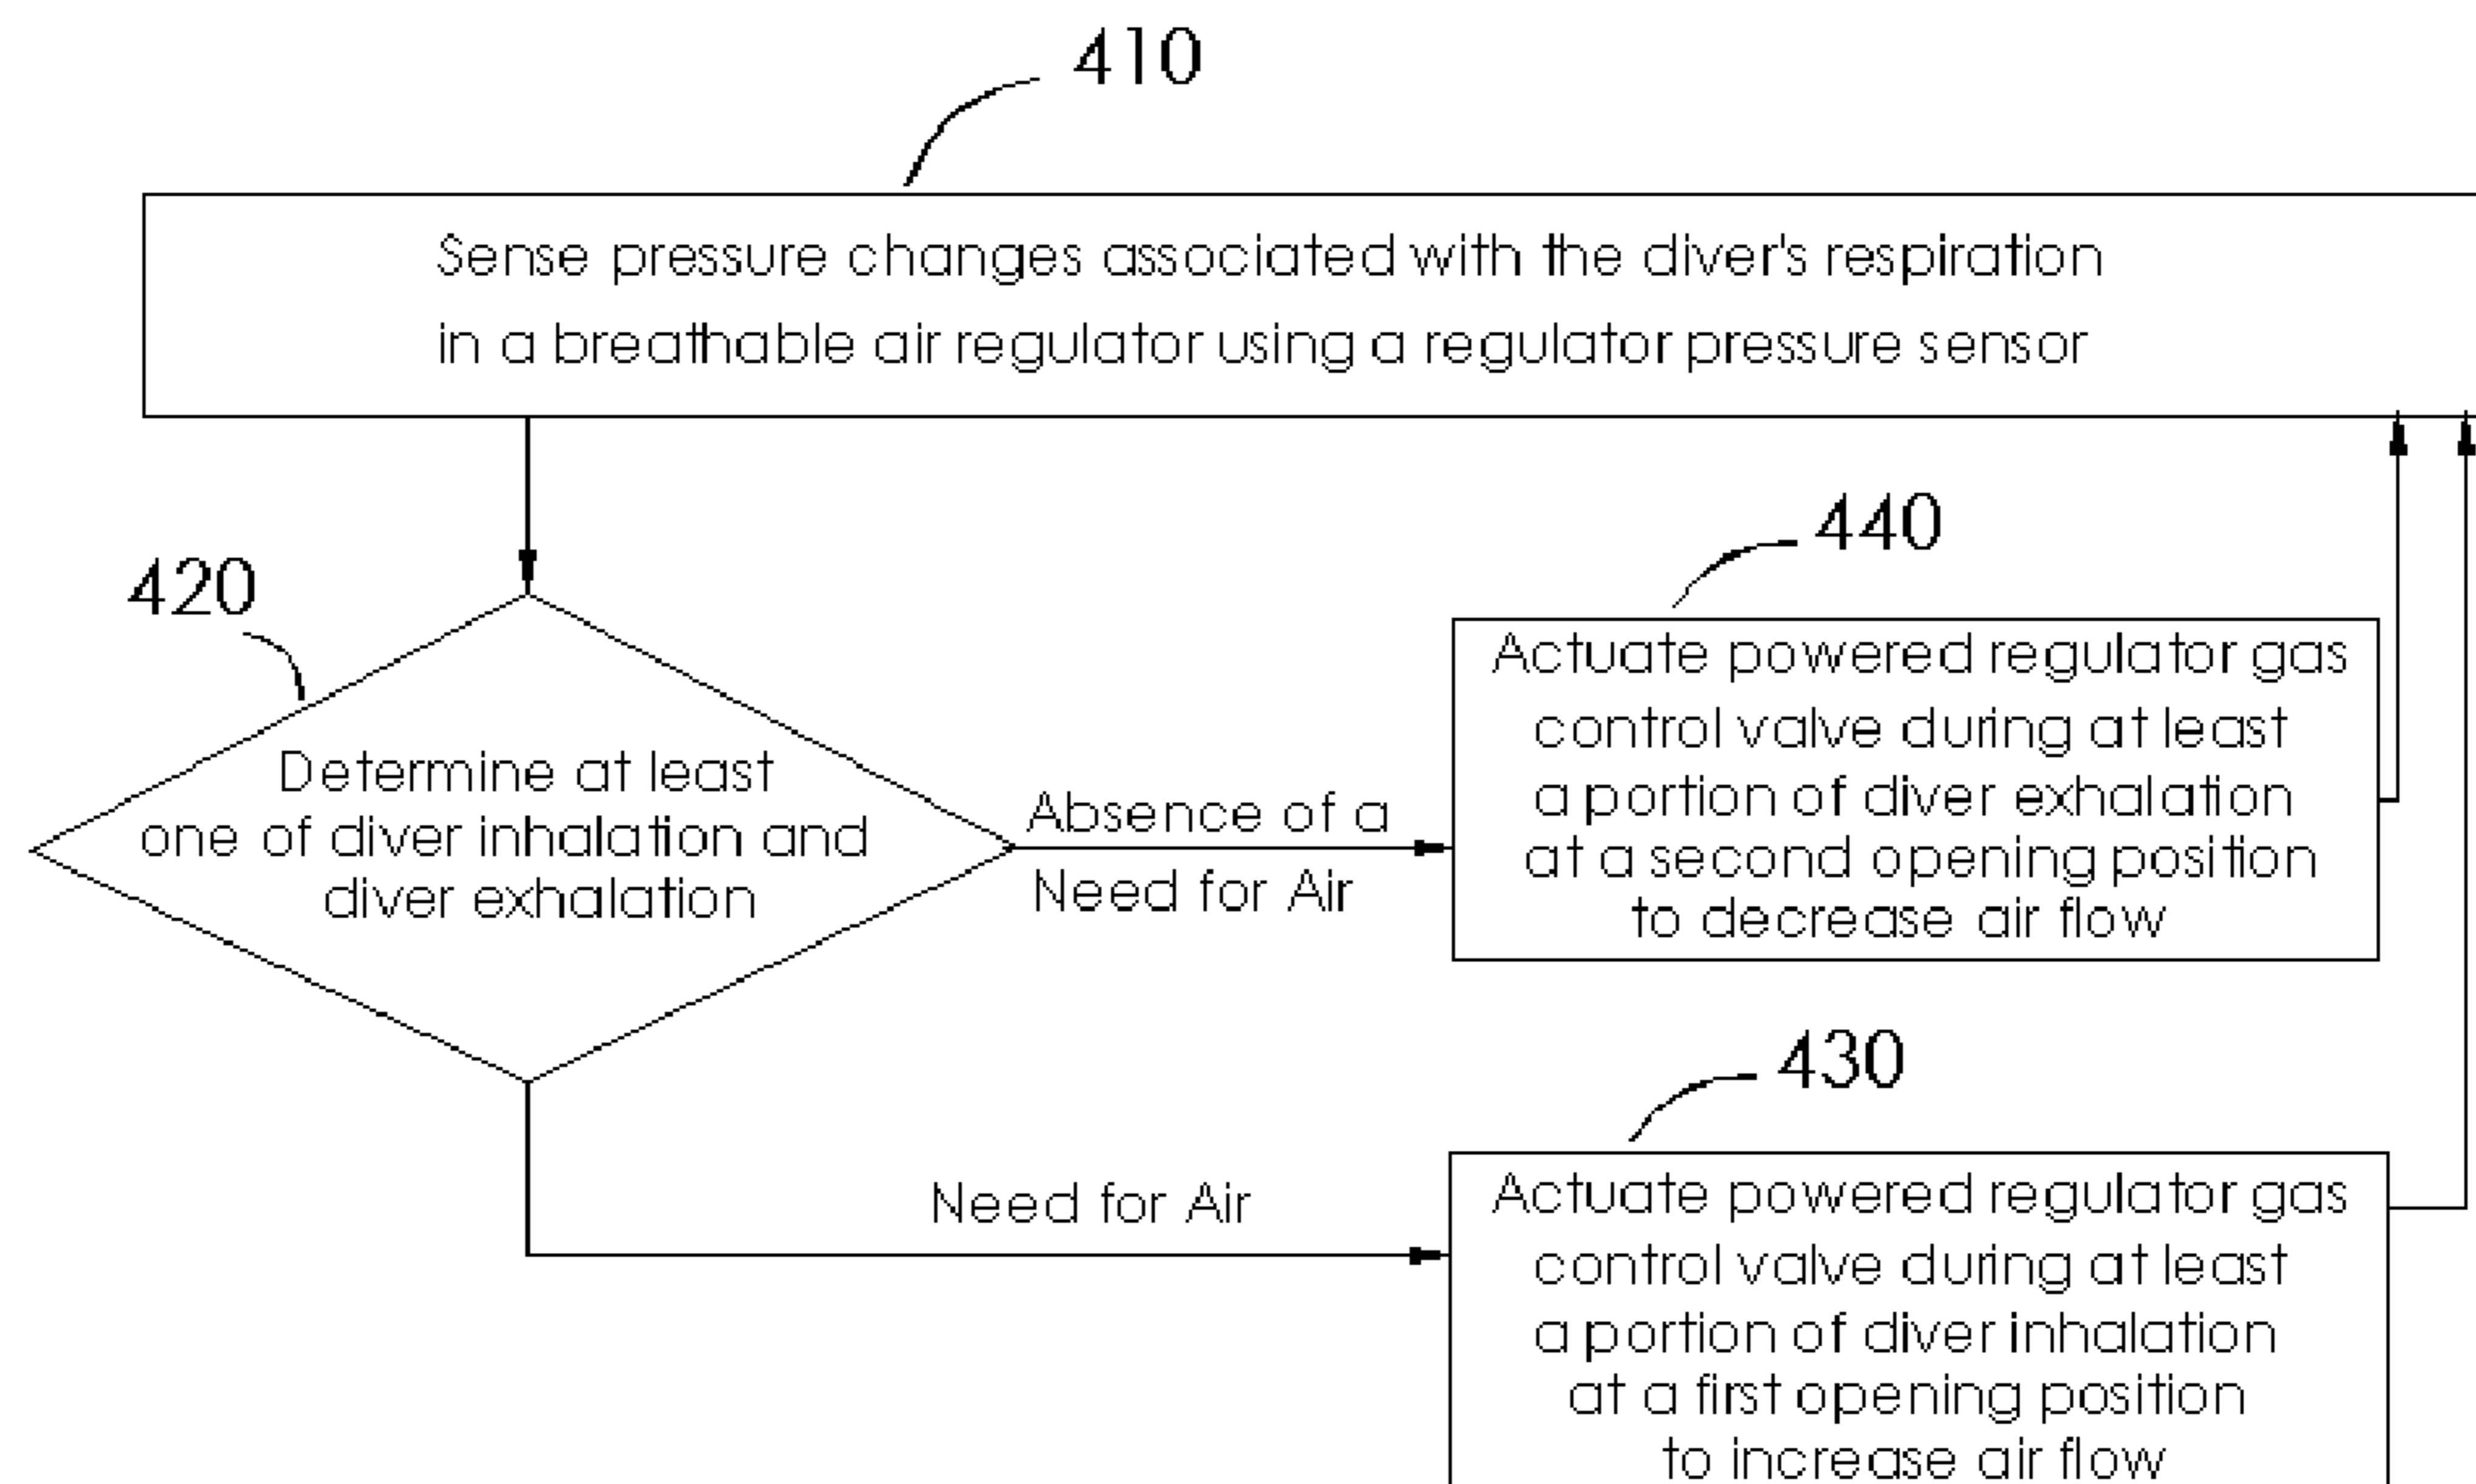 410
Sense pressure changes associated with the diver's respiration
in a breathable air regulator using a regulator pressure sensor
420
Determine at least
one of diver inhalation and
diver exhalation
Absence of a
Need for Air
440
Actuate powered regulator gas
control valve during at least
a portion of diver exhalation
at a second opening position
to decrease air flow
Need for Air
430
Actuate powered regulator gas
control valve during at least
a portion of diver inhalation
at a first opening position
to increase air flow